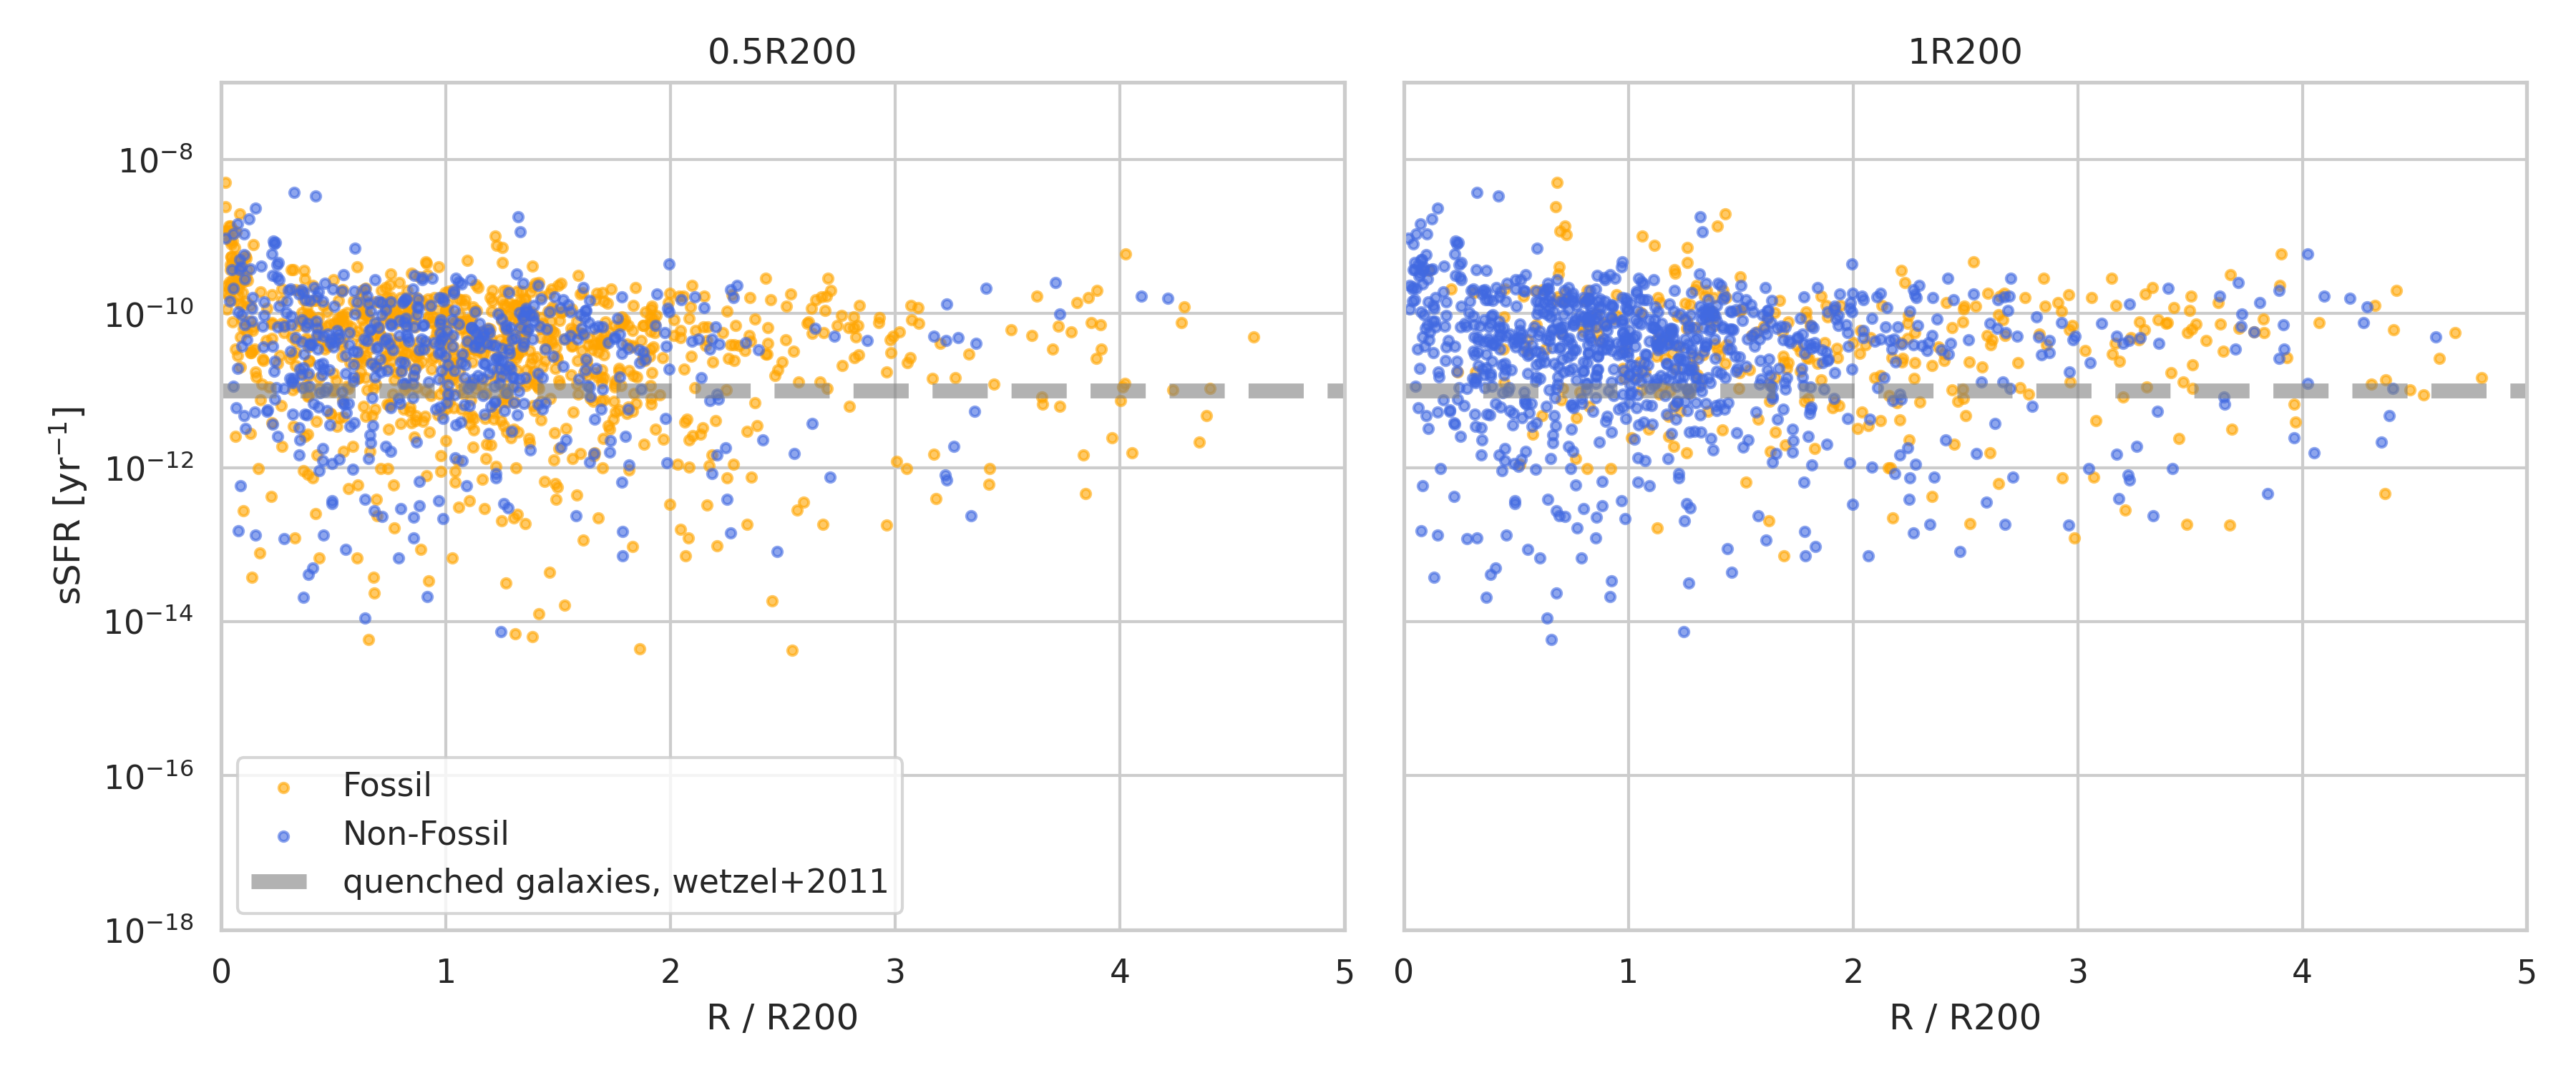 0.5R200
1R200
10⁻⁸
10⁻¹⁰
10⁻¹²
10⁻¹⁴
10⁻¹⁶
10⁻¹⁸
sSFR [yr⁻¹]
Fossil
Non-Fossil
quenched galaxies, wetzel+2011
0 1 2 3 4 5
0 1 2 3 4 5
R / R200
R / R200